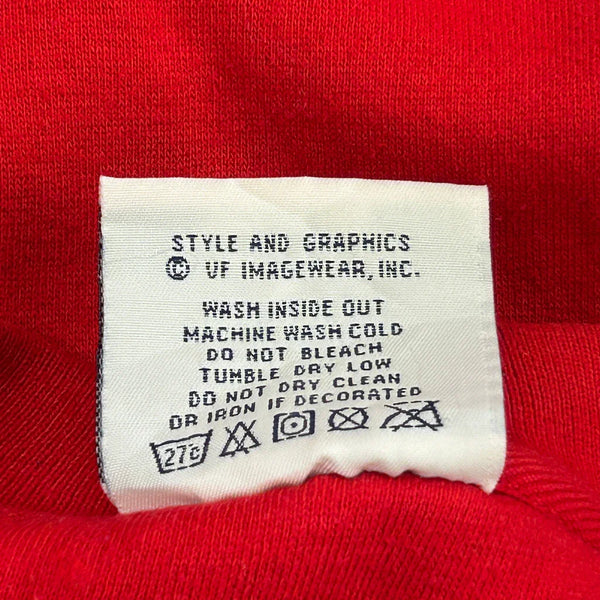 STYLE AND GRAPHICS
© VF IMAGEWEAR, INC.
WASH INSIDE OUT
MACHINE WASH COLD
DO NOT BLEACH
TUMBLE DRY LOW
DO NOT DRY CLEAN
OR IRON IF DECORATED
27c